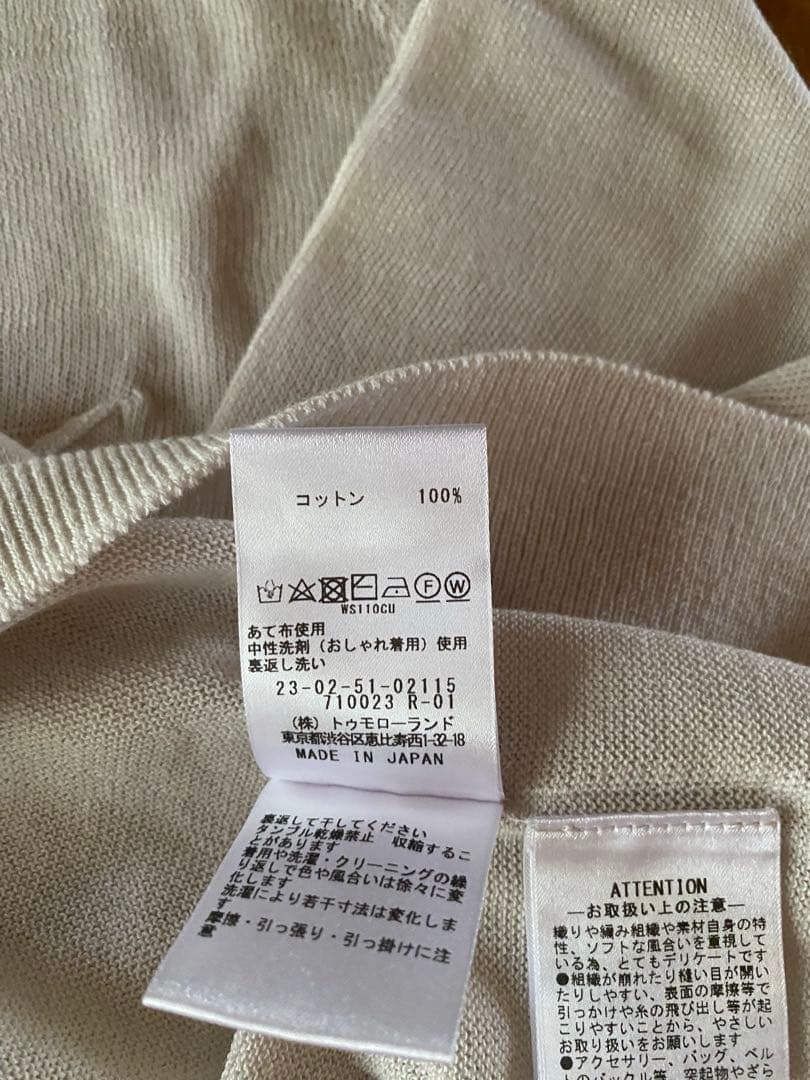 コットン 100%
F W
WS110CU
あて布使用
中性洗剤（おしゃれ着用）使用
裏返し洗い
23-02-51-02115
710023 R-01
（株）トゥモローランド
東京都渋谷区恵比寿西1-32-18
MADE IN JAPAN
裏返して干してください
タンブル乾燥禁止 収縮するこ
とがあります
着用や洗濯・クリーニングの繰
り返しで色や風合いは徐々に変
化します
洗濯により若干寸法は変化しま
す
摩擦・引っ張り・引っ掛けに注
意
ATTENTION
―お取扱い上の注意―
織りや編み組織や素材自身の特
性、ソフトな風合いを重視して
いる為、とてもデリケートです
●組織が崩れたり縫い目が開い
たりしやすい、表面の摩擦等で
引っかけや糸の飛び出し等が起
こりやすいことから、やさしい
お取り扱いをお願いします
●アクセサリー、バッグ、ベル
トのバックル等、突起物やざら